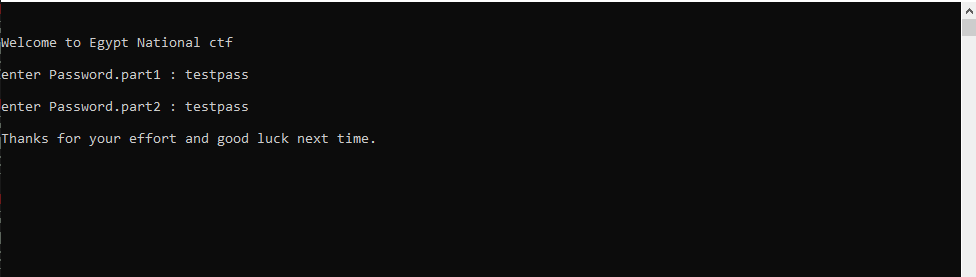 Welcome to Egypt National ctf
enter Password.part1 : testpass
enter Password.part2 : testpass
Thanks for your effort and good luck next time.